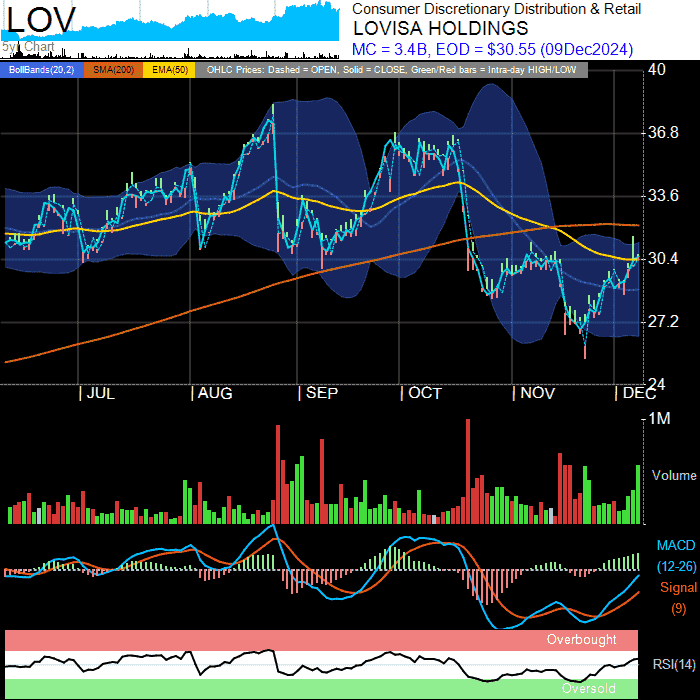 LOV
5yr Chart
Consumer Discretionary Distribution & Retail
LOVISA HOLDINGS
MC = 3.4B, EOD = $30.55 (09Dec2024)
BollBands(20,2) SMA(200) EMA(50) OHLC Prices: Dashed = OPEN, Solid = CLOSE, Green/Red bars = Intra-day HIGH/LOW
40
36.8
33.6
30.4
27.2
24
JUL AUG SEP OCT NOV DEC
1M
Volume
MACD
(12-26)
Signal
(9)
Overbought
RSI(14)
Oversold